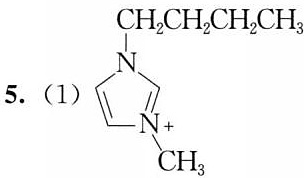 CH₂CH₂CH₂CH₃
N
5. (1)
N+
CH₃